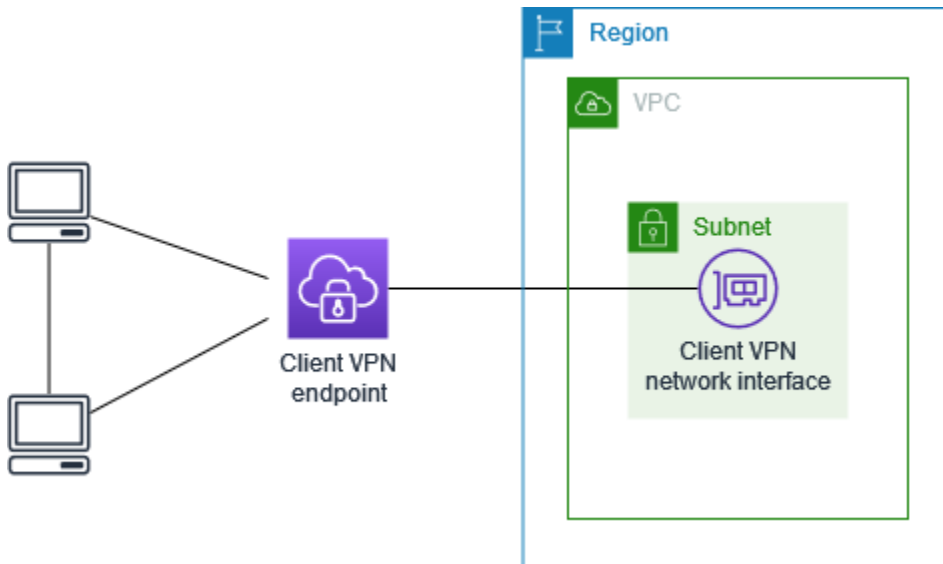 Region
VPC
Subnet
Client VPN
endpoint
Client VPN
network interface